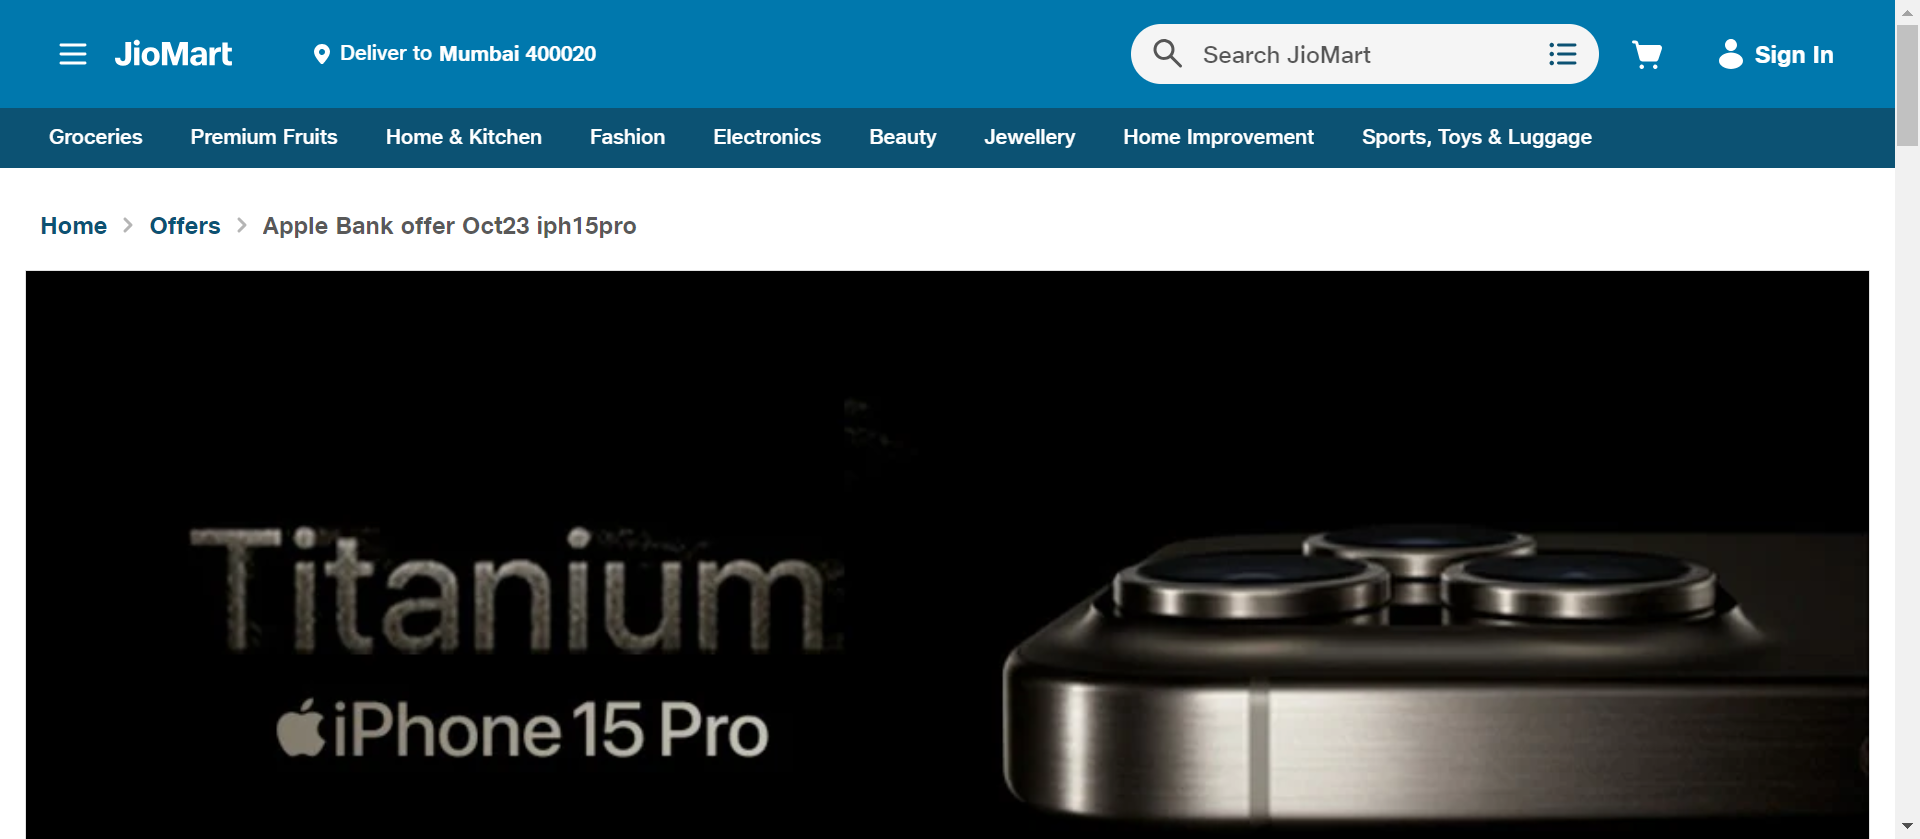 JioMart
Deliver to Mumbai 400020
Search JioMart
Sign In
Groceries
Premium Fruits
Home & Kitchen
Fashion
Electronics
Beauty
Jewellery
Home Improvement
Sports, Toys & Luggage
Home > Offers > Apple Bank offer Oct23 iph15pro
Titanium
iPhone 15 Pro